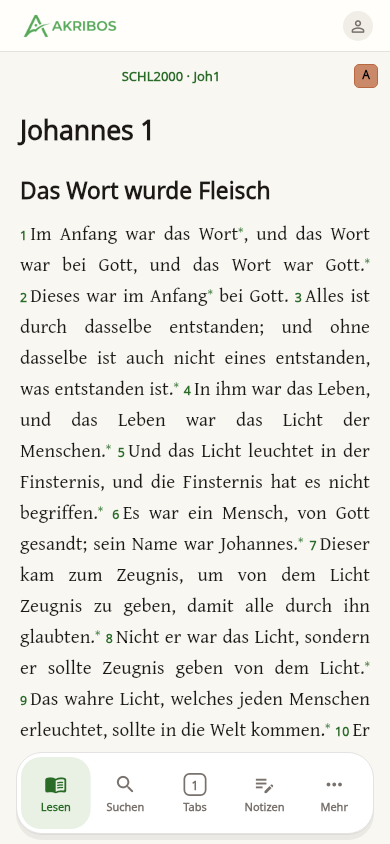 AKRIBOS
SCHL2000 · Joh1
A
Johannes 1
Das Wort wurde Fleisch
1 Im Anfang war das Wort*, und das Wort
war bei Gott, und das Wort war Gott.*
2 Dieses war im Anfang* bei Gott. 3 Alles ist
durch dasselbe entstanden; und ohne
dasselbe ist auch nicht eines entstanden,
was entstanden ist.* 4 In ihm war das Leben,
und das Leben war das Licht der
Menschen.* 5 Und das Licht leuchtet in der
Finsternis, und die Finsternis hat es nicht
begriffen.* 6 Es war ein Mensch, von Gott
gesandt; sein Name war Johannes.* 7 Dieser
kam zum Zeugnis, um von dem Licht
Zeugnis zu geben, damit alle durch ihn
glaubten.* 8 Nicht er war das Licht, sondern
er sollte Zeugnis geben von dem Licht.*
9 Das wahre Licht, welches jeden Menschen
erleuchtet, sollte in die Welt kommen.* 10 Er
1
Lesen Suchen Tabs Notizen Mehr